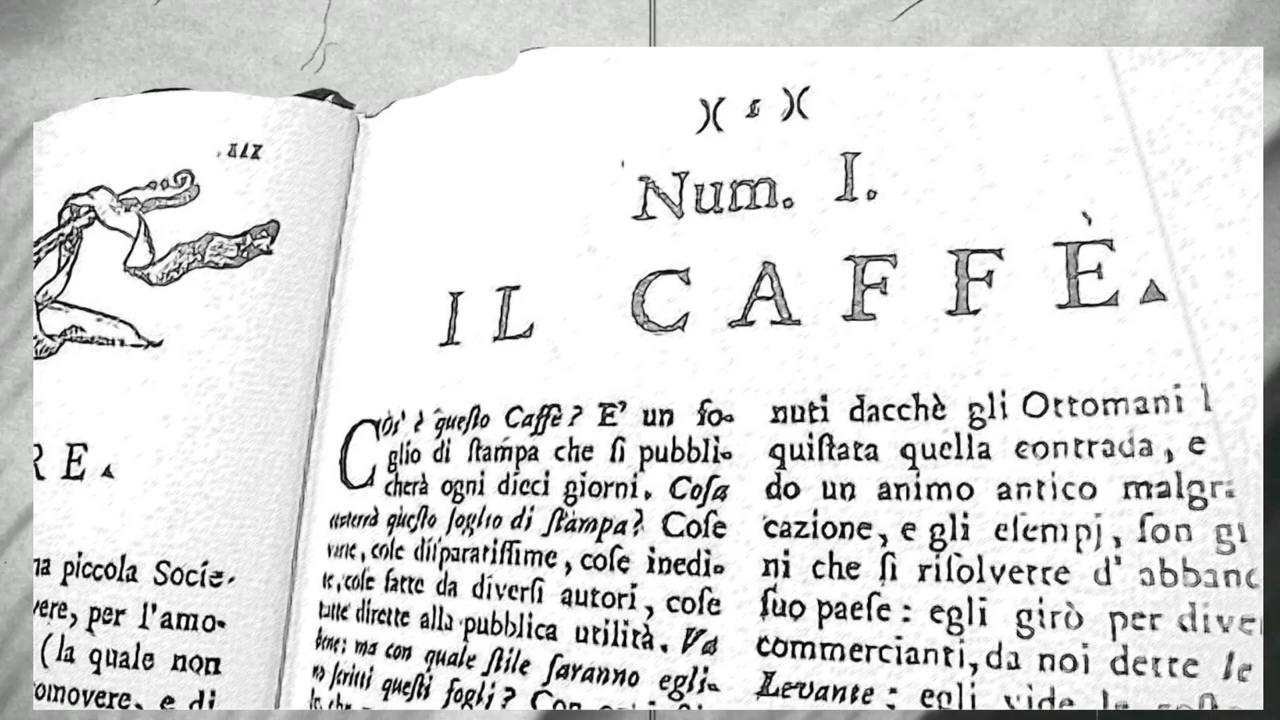 XIX
RE
na piccola Socie-
vere, per l'amo-
(la quale non
omovere, e di
)( I )(
Num. I.
IL CAFFÈ
Cos' è queſto Caffè? E' un fo-
glio di ſtampa che ſi pubbli-
cherà ogni dieci giorni. Coſa
queſto foglio di ſtampa? Coſe
varie, coſe diſparatiſſime, coſe inedi-
te, coſe fatte da diverſi autori, coſe
tutte dirette alla pubblica utilità. Va
bene: ma con quale ſtile ſaranno egli-
no ſcritti queſti fogli? Con ogni
nuti dacchè gli Ottomani
quiſtata quella contrada, e
do un animo antico
cazione, e gli eſempj, ſon
ni che ſi riſolvette d'
ſuo paeſe: egli girò per
commercianti, da noi dette le
Levante: egli vide le